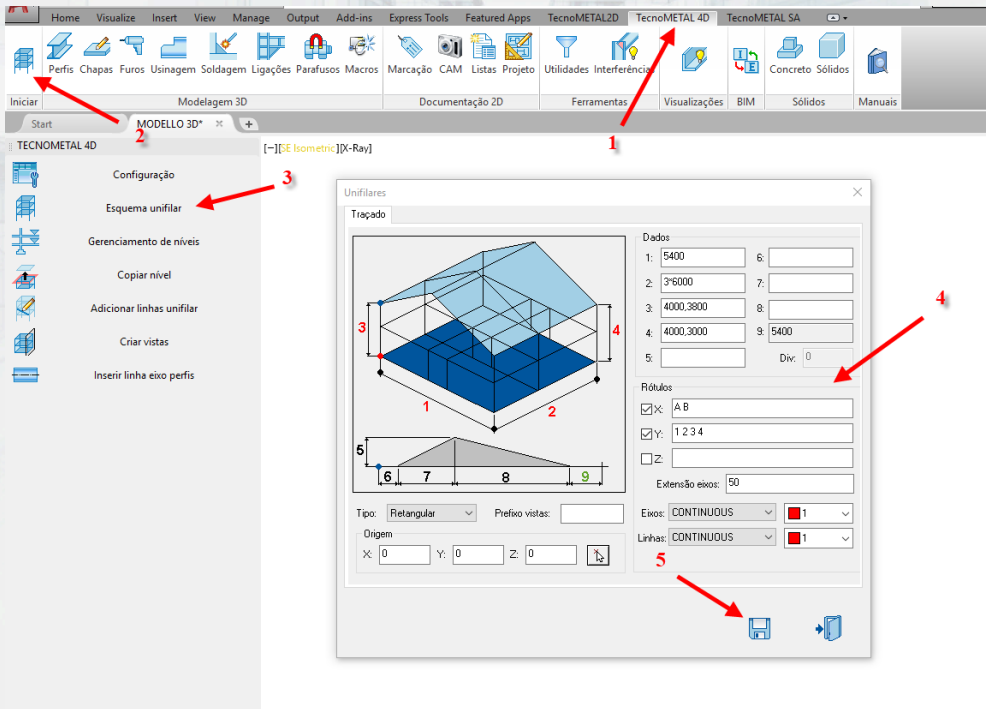 Home Visualize Insert View Manage Output Add-ins Express Tools Featured Apps TecnoMETAL2D TecnoMETAL 4D TecnoMETAL SA
Perfis Chapas Furos Usinagem Soldagem Ligações Parafusos Macros Marcação CAM Listas Projeto Utilidades Interferências Concreto Sólidos
Iniciar Modelagem 3D Documentação 2D Ferramentas Visualizações BIM Sólidos Manuais
Start MODELLO 3D* +
2
1
TECNOMETAL 4D
[−][SE Isometric][X-Ray]
Configuração
3
Esquema unifilar
Gerenciamento de níveis
Copiar nível
Adicionar linhas unifilar
Criar vistas
Inserir linha eixo perfis
Unifilares
Traçado
3
4
1
2
5
6 7 8 9
Tipo: Retangular Prefixo vistas:
Origem
X: 0 Y: 0 Z: 0
Dados
1: 5400 6:
2: 3*6000 7:
3: 4000,3800 8:
4: 4000,3000 9: 5400
5: Div: 0
4
Rótulos
X: A B
Y: 1 2 3 4
Z:
Extensão eixos: 50
Eixos: CONTINUOUS 1
Linhas: CONTINUOUS 1
5